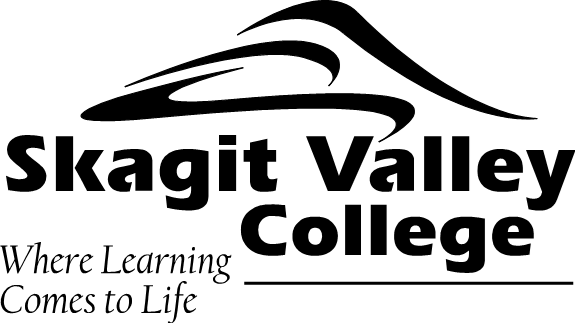 Skagit Valley
College
Where Learning
Comes to Life